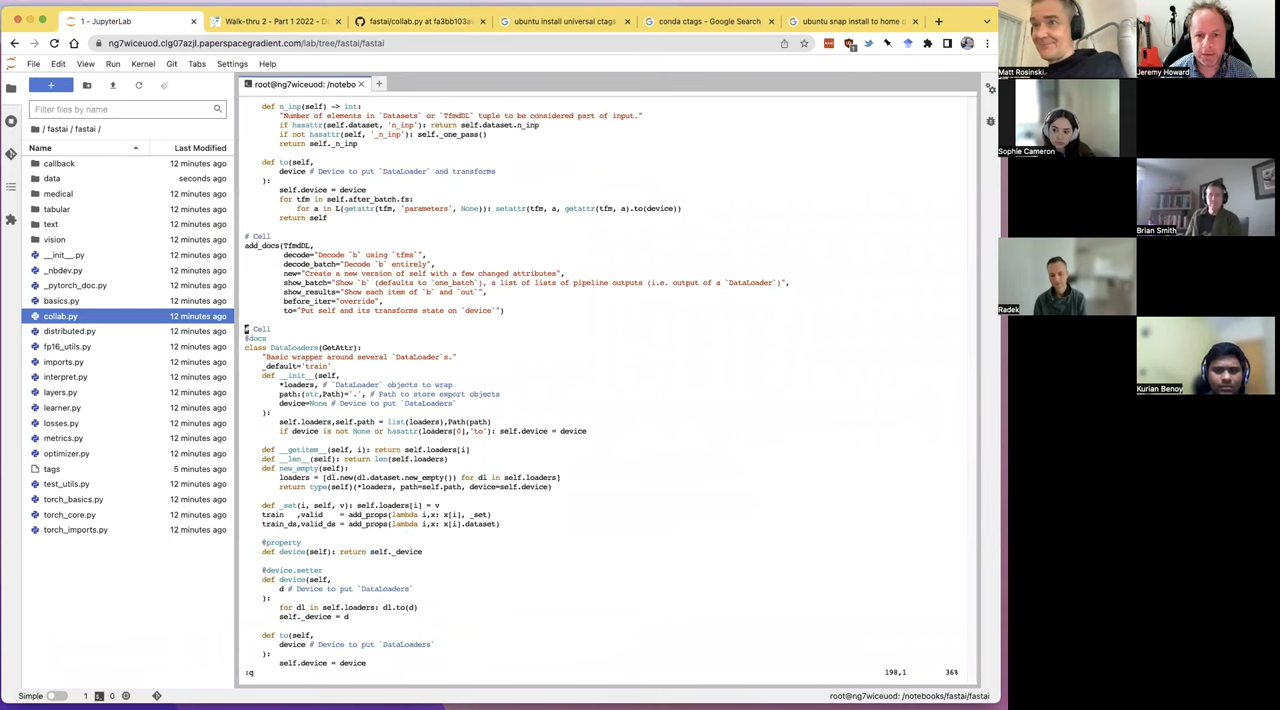 1 - JupyterLab
Walk-thru 2 - Part 1 2022 - De
fastai/collab.py at fa3bb103a
ubuntu install universal ctags
conda ctags - Google Search
ubuntu snap install to home d
ng7wiceuod.clg07azjl.paperspacegradient.com/lab/tree/fastai/fastai
File Edit View Run Kernel Git Tabs Settings Help
Filter files by name
/ fastai / fastai /
Name Last Modified
callback 12 minutes ago
data seconds ago
medical 12 minutes ago
tabular 12 minutes ago
text 12 minutes ago
vision 12 minutes ago
__init__.py 12 minutes ago
_nbdev.py 12 minutes ago
_pytorch_doc.py 12 minutes ago
basics.py 12 minutes ago
collab.py 12 minutes ago
distributed.py 12 minutes ago
fp16_utils.py 12 minutes ago
imports.py 12 minutes ago
interpret.py 12 minutes ago
layers.py 12 minutes ago
learner.py 12 minutes ago
losses.py 12 minutes ago
metrics.py 12 minutes ago
optimizer.py 12 minutes ago
tags 5 minutes ago
test_utils.py 12 minutes ago
torch_basics.py 12 minutes ago
torch_core.py 12 minutes ago
torch_imports.py 12 minutes ago
root@ng7wiceuod: /notebo
def n_inp(self) -> int:
"Number of elements in `Datasets` or `TfmdDL` tuple to be considered part of input."
if hasattr(self.dataset, 'n_inp'): return self.dataset.n_inp
if not hasattr(self, '_n_inp'): self._one_pass()
return self._n_inp
def to(self,
device # Device to put `DataLoader` and transforms
):
self.device = device
for tfm in self.after_batch.fs:
for a in L(getattr(tfm, 'parameters', None)): setattr(tfm, a, getattr(tfm, a).to(device))
return self
# Cell
add_docs(TfmdDL,
decode="Decode `b` using `tfms`",
decode_batch="Decode `b` entirely",
new="Create a new version of self with a few changed attributes",
show_batch="Show `b` (defaults to `one_batch`), a list of lists of pipeline outputs (i.e. output of a `DataLoader`)",
show_results="Show each item of `b` and `out`",
before_iter="override",
to="Put self and its transforms state on `device`")
# Cell
@docs
class DataLoaders(GetAttr):
"Basic wrapper around several `DataLoader`s."
_default='train'
def __init__(self,
*loaders, # `DataLoader` objects to wrap
path:(str,Path)='.', # Path to store export objects
device=None # Device to put `DataLoaders`
):
self.loaders,self.path = list(loaders),Path(path)
if device is not None or hasattr(loaders[0],'to'): self.device = device
def __getitem__(self, i): return self.loaders[i]
def __len__(self): return len(self.loaders)
def new_empty(self):
loaders = [dl.new(dl.dataset.new_empty()) for dl in self.loaders]
return type(self)(*loaders, path=self.path, device=self.device)
def _set(i, self, v): self.loaders[i] = v
train ,valid = add_props(lambda i,x: x[i], _set)
train_ds,valid_ds = add_props(lambda i,x: x[i].dataset)
@property
def device(self): return self._device
@device.setter
def device(self,
d # Device to put `DataLoaders`
):
for dl in self.loaders: dl.to(d)
self._device = d
def to(self,
device # Device to put `DataLoaders`
):
self.device = device
:q 198,1 36%
Simple 1 0 root@ng7wiceuod: /notebooks/fastai/fastai
Matt Rosinski
Jeremy Howard
Sophie Cameron
Brian Smith
Radek
Kurian Benoy